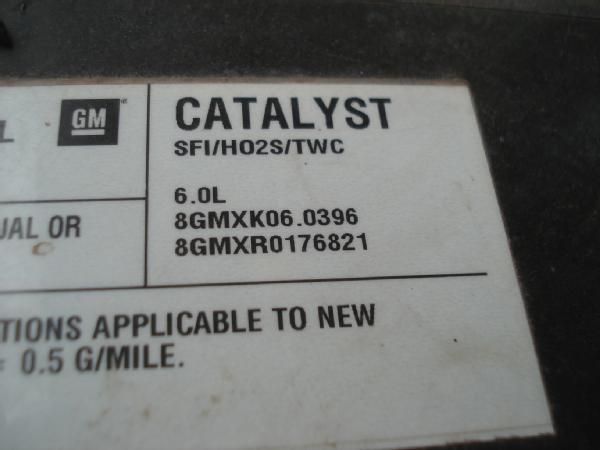 GM
CATALYST
SFI/HO2S/TWC
6.0L
8GMXK06.0396
8GMXR0176821
L
UAL OR
TIONS APPLICABLE TO NEW
= 0.5 G/MILE.